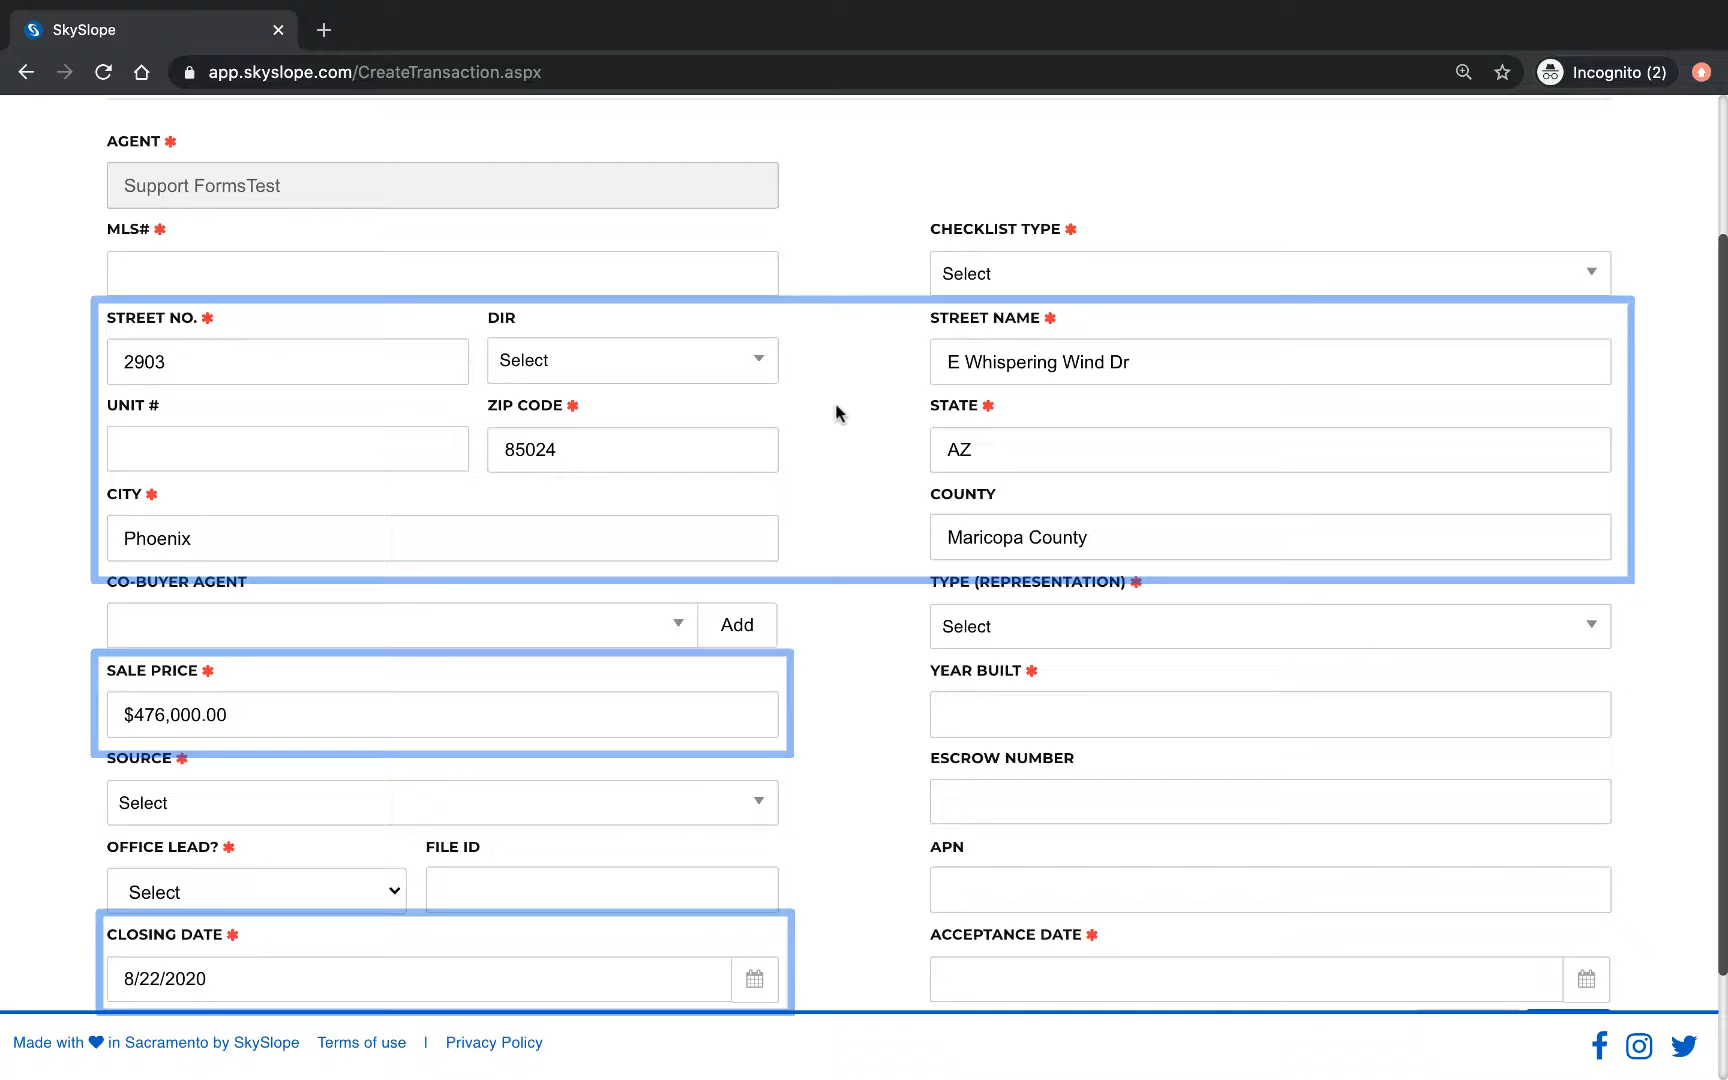 SkySlope
app.skyslope.com/CreateTransaction.aspx
Incognito (2)
AGENT *
Support FormsTest
MLS# *
CHECKLIST TYPE *
Select
STREET NO. *
DIR
STREET NAME *
2903
Select
E Whispering Wind Dr
UNIT #
ZIP CODE *
STATE *
85024
AZ
CITY *
COUNTY
Phoenix
Maricopa County
CO-BUYER AGENT
TYPE (REPRESENTATION) *
Add
Select
SALE PRICE *
YEAR BUILT *
$476,000.00
SOURCE *
ESCROW NUMBER
Select
OFFICE LEAD? *
FILE ID
APN
Select
CLOSING DATE *
ACCEPTANCE DATE *
8/22/2020
Made with ♥ in Sacramento by SkySlope
Terms of use
|
Privacy Policy